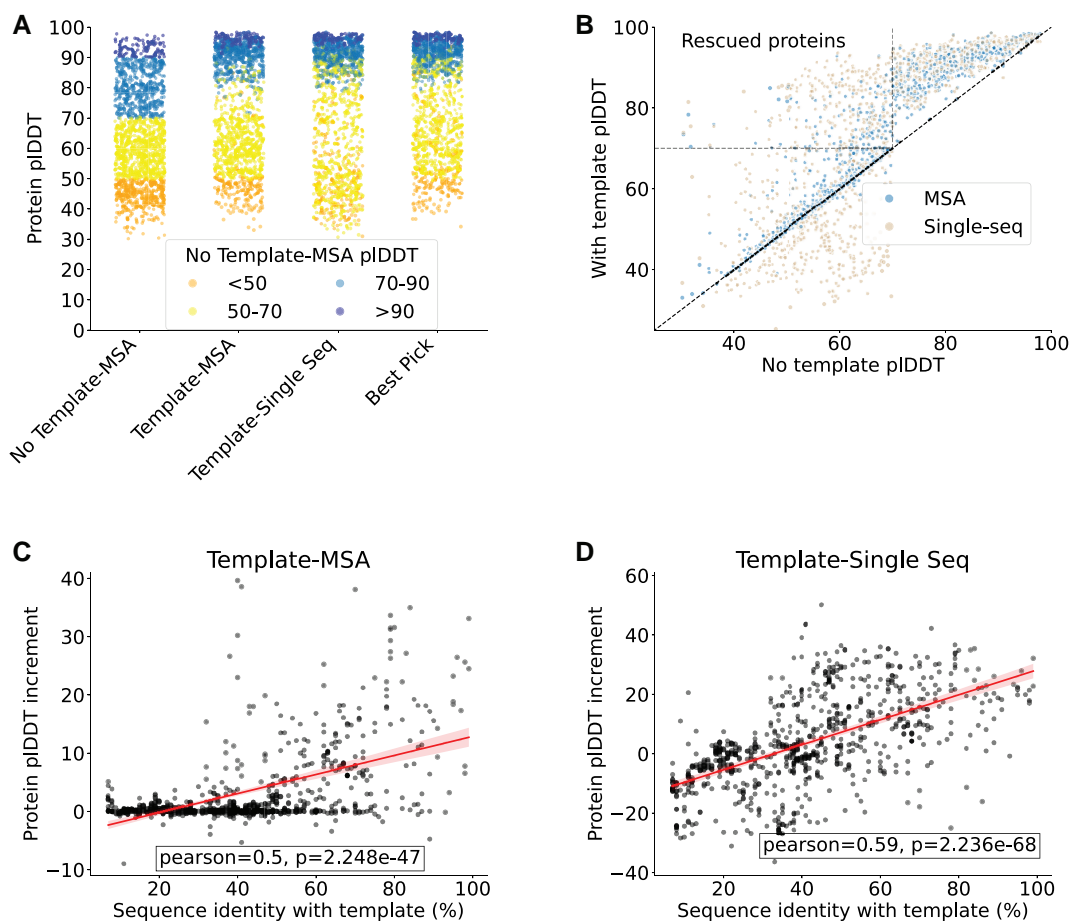 A
Protein plDDT
100
90
80
70
60
50
40
30
20
10
0
No Template-MSA plDDT
<50
50-70
70-90
>90
No Template-MSA
Template-MSA
Template-Single Seq
Best Pick
B
Rescued proteins
With template plDDT
100
80
60
40
MSA
Single-seq
40
60
80
100
No template plDDT
C
Template-MSA
Protein plDDT increment
40
30
20
10
0
−10
pearson=0.5, p=2.248e-47
20
40
60
80
100
Sequence identity with template (%)
D
Template-Single Seq
Protein plDDT increment
60
40
20
0
−20
−40
pearson=0.59, p=2.236e-68
20
40
60
80
100
Sequence identity with template (%)